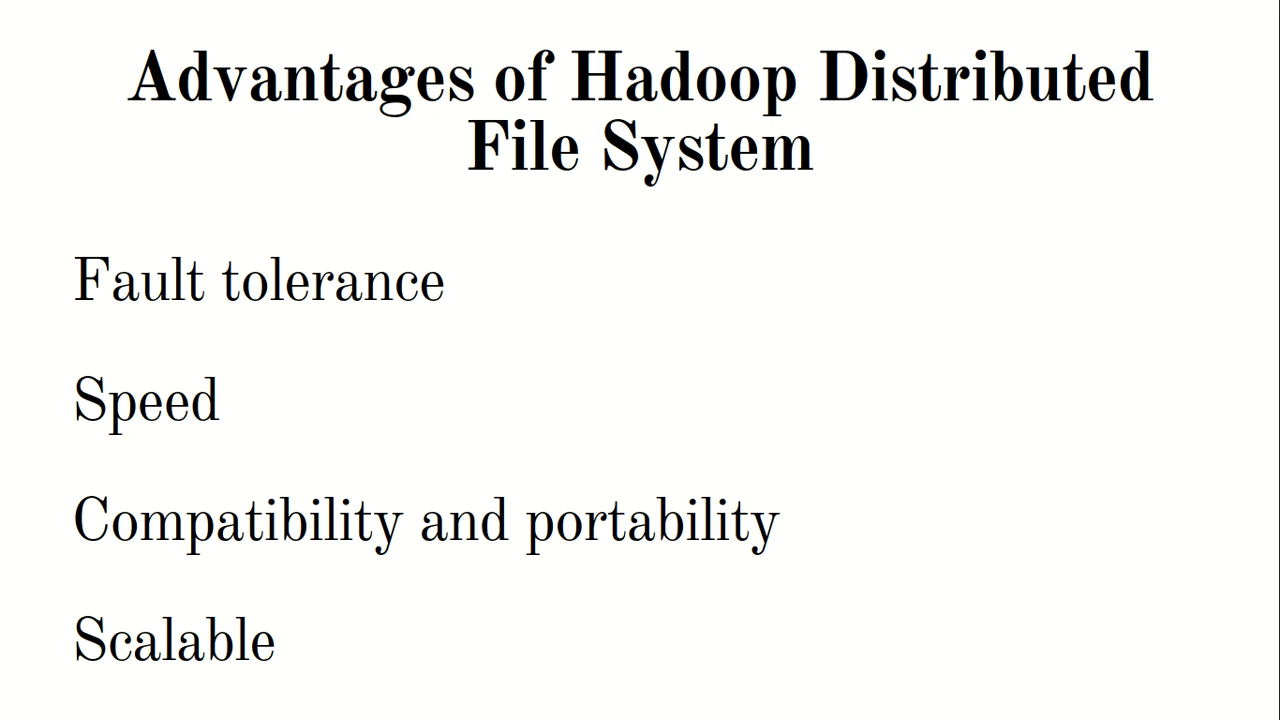 Advantages of Hadoop Distributed
File System
Fault tolerance
Speed
Compatibility and portability
Scalable